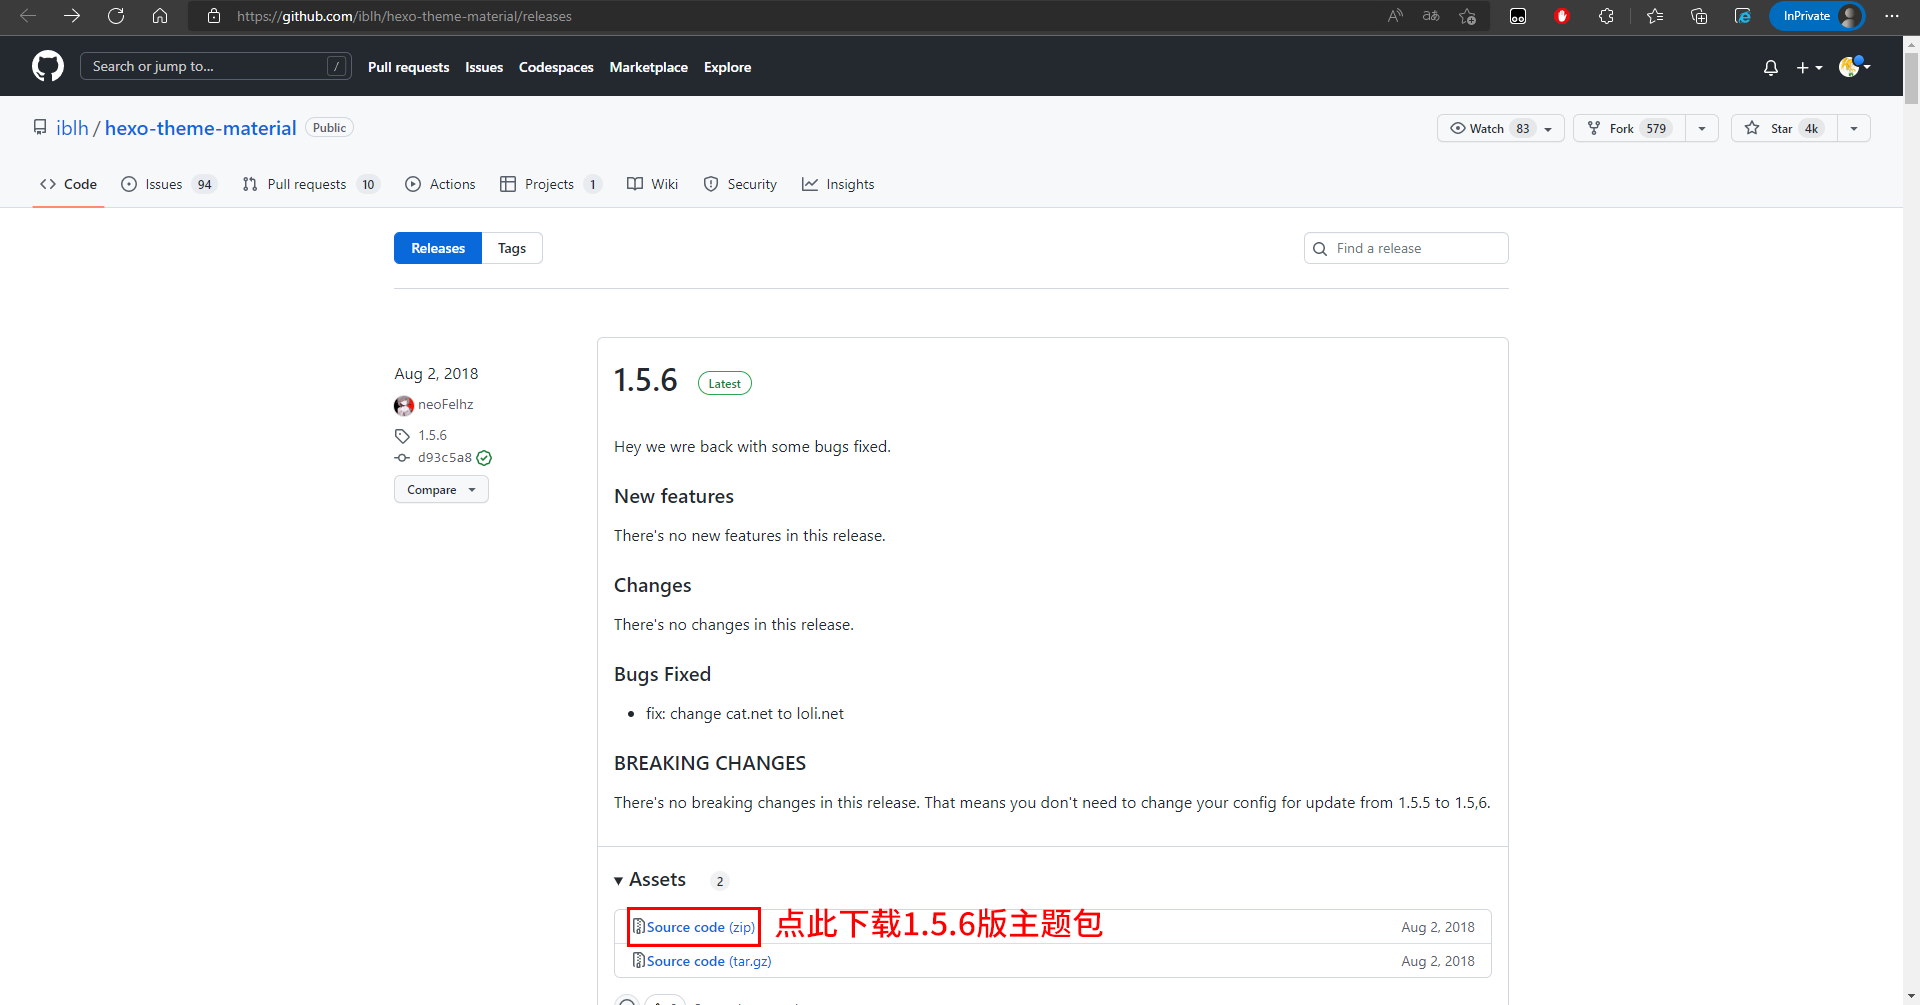 https://github.com/iblh/hexo-theme-material/releases
InPrivate
Search or jump to...
/
Pull requests
Issues
Codespaces
Marketplace
Explore
iblh / hexo-theme-material
Public
Watch 83
Fork 579
Star 4k
Code
Issues 94
Pull requests 10
Actions
Projects 1
Wiki
Security
Insights
Releases
Tags
Find a release
Aug 2, 2018
neoFelhz
1.5.6
d93c5a8
Compare
1.5.6
Latest
Hey we wre back with some bugs fixed.
New features
There's no new features in this release.
Changes
There's no changes in this release.
Bugs Fixed
• fix: change cat.net to loli.net
BREAKING CHANGES
There's no breaking changes in this release. That means you don't need to change your config for update from 1.5.5 to 1.5,6.
Assets 2
Source code (zip)
点此下载1.5.6版主题包
Aug 2, 2018
Source code (tar.gz)
Aug 2, 2018